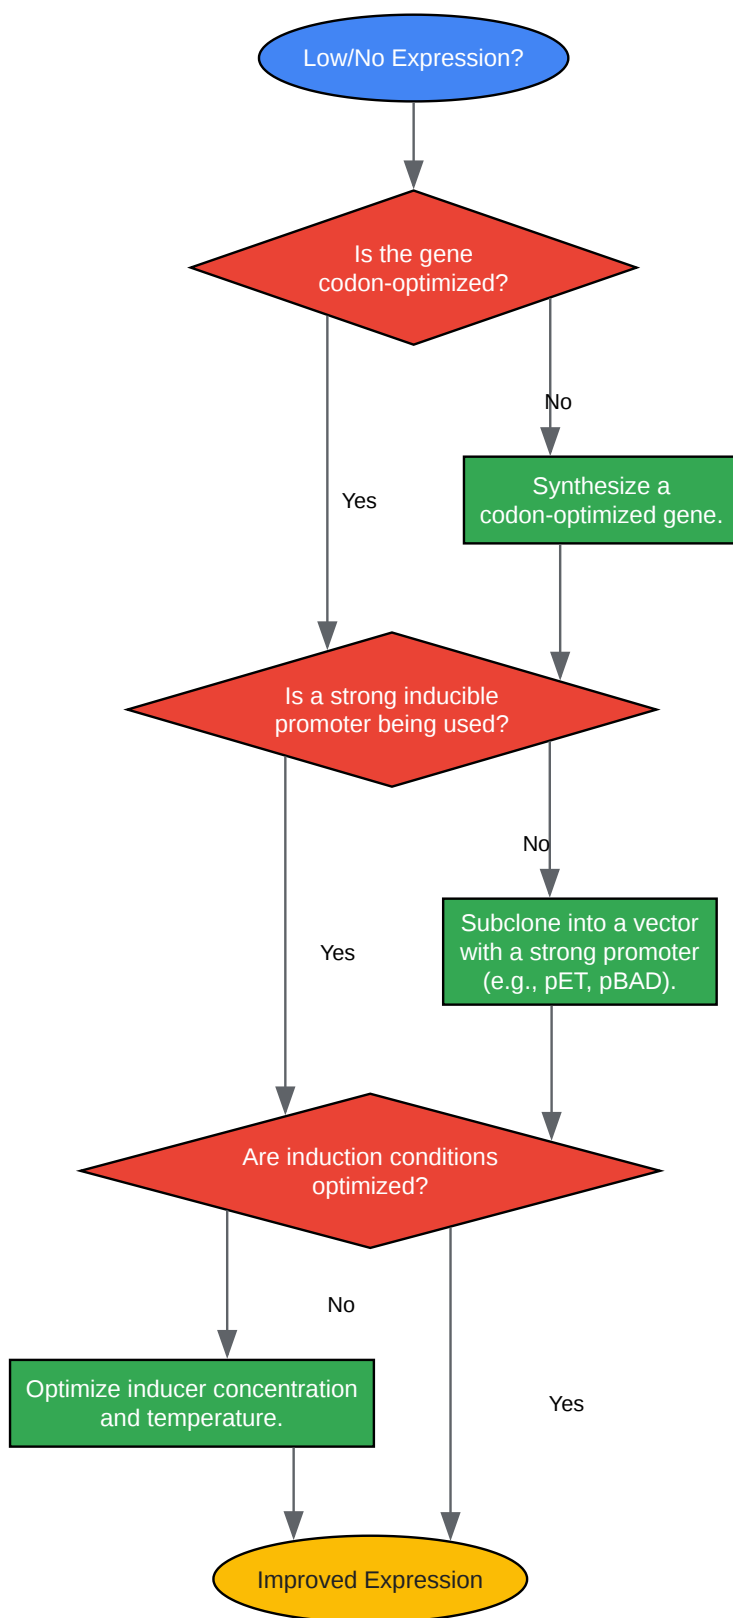 Low/No Expression?
Is the gene
codon-optimized?
No
Synthesize a
codon-optimized gene.
Yes
Is a strong inducible
promoter being used?
No
Subclone into a vector
with a strong promoter
(e.g., pET, pBAD).
Yes
Are induction conditions
optimized?
No
Optimize inducer concentration
and temperature.
Yes
Improved Expression